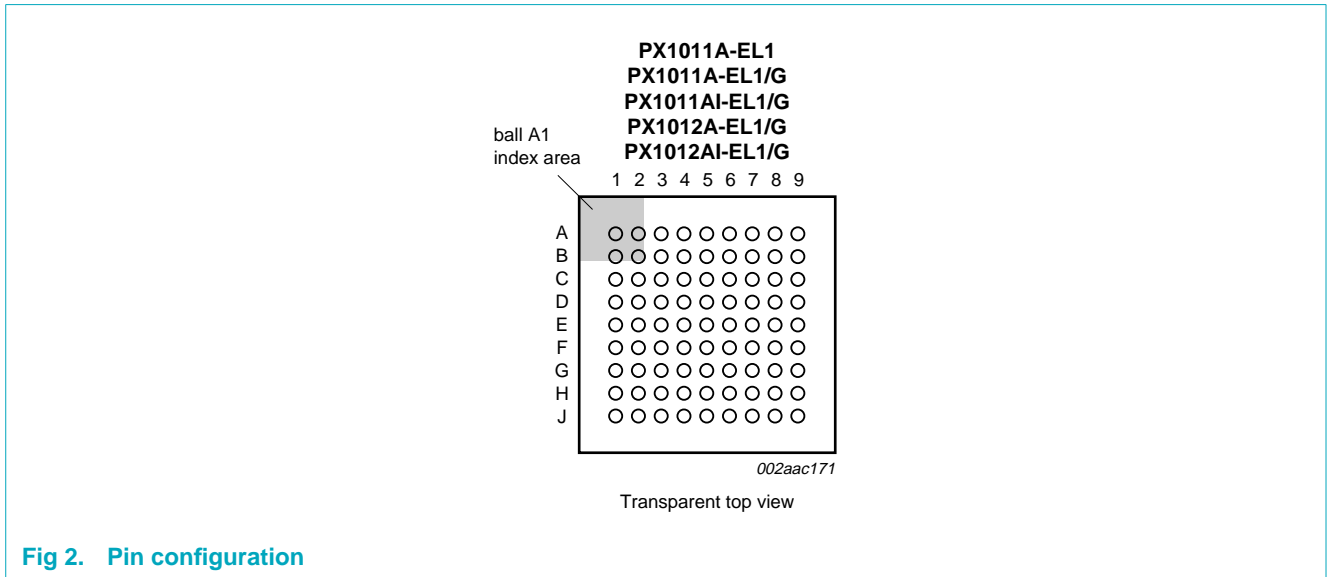 PX1011A-EL1
PX1011A-EL1/G
PX1011AI-EL1/G
PX1012A-EL1/G
PX1012AI-EL1/G
ball A1
index area
1 2 3 4 5 6 7 8 9
A
B
C
D
E
F
G
H
J
002aac171
Transparent top view
Fig 2. Pin configuration